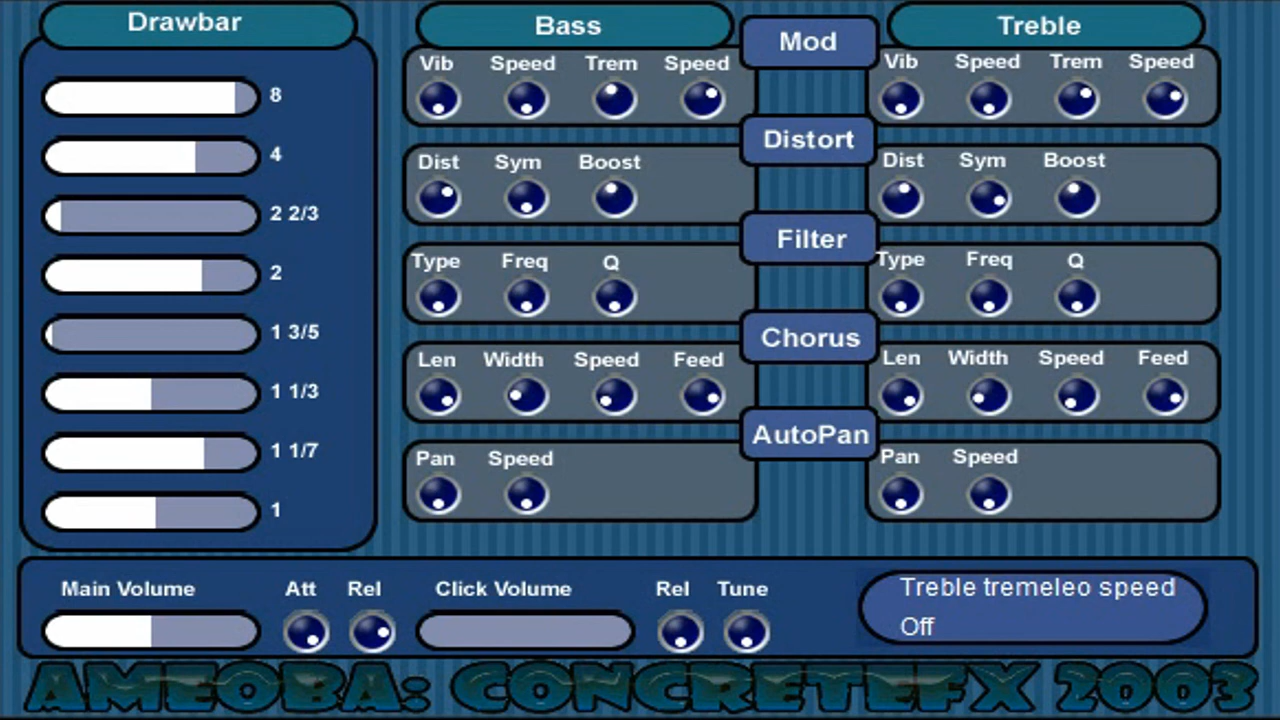 Drawbar
8
4
2 2/3
2
1 3/5
1 1/3
1 1/7
1
Bass
Vib Speed Trem Speed
Dist Sym Boost
Type Freq Q
Len Width Speed Feed
Pan Speed
Mod
Distort
Filter
Chorus
AutoPan
Treble
Vib Speed Trem Speed
Dist Sym Boost
Type Freq Q
Len Width Speed Feed
Pan Speed
Main Volume Att Rel Click Volume Rel Tune
Treble tremeleo speed
Off
AMEOBA: CONCRETEFX 2003